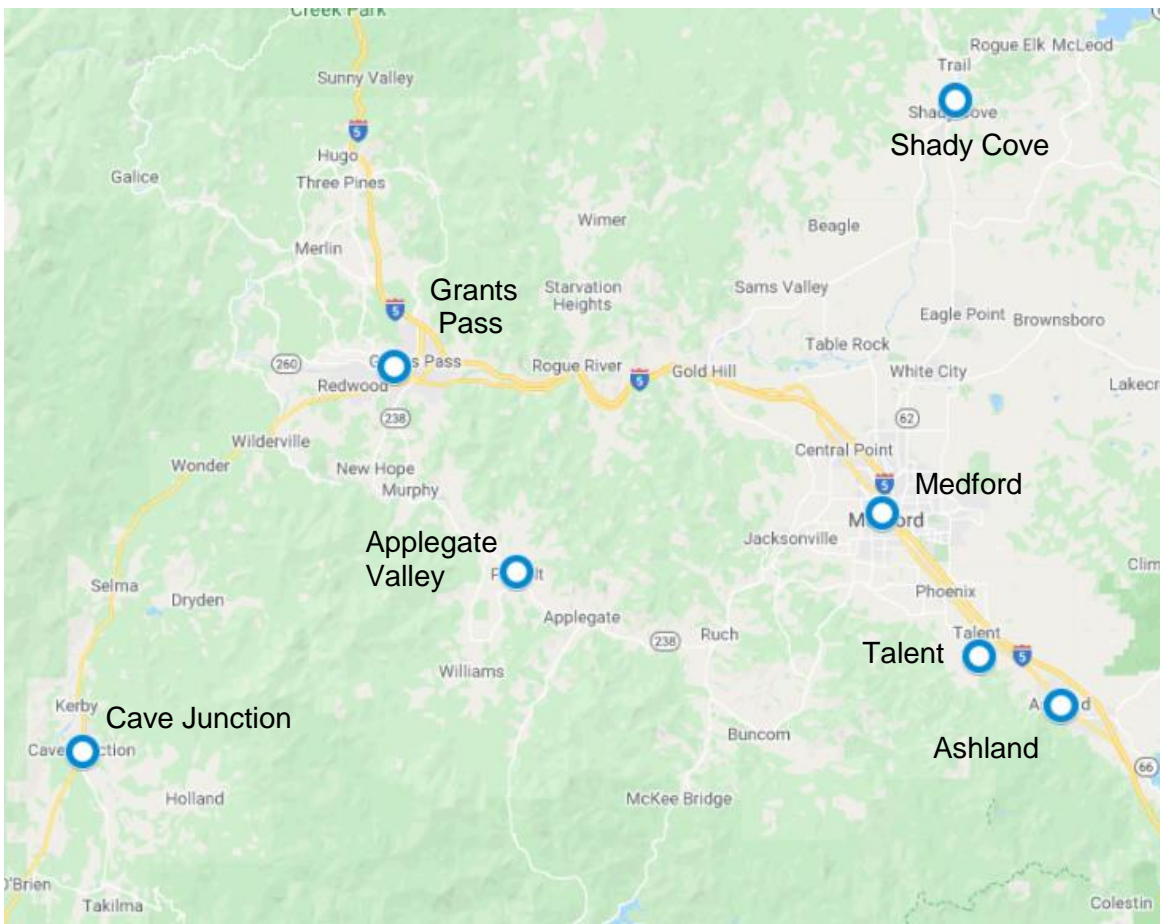 Creek Park
Rogue Elk McLeod
Trail
Sunny Valley
5
Shady Cove
Hugo
Galice
Three Pines
Wimer
Beagle
Merlin
Grants
Pass
Starvation
Heights
Sams Valley
5
Eagle Point
Brownsboro
Table Rock
260
Pass
Rogue River
5
Gold Hill
White City
Redwood
238
62
Wilderville
Central Point
Wonder
New Hope
Murphy
5
Medford
Jacksonville
Applegate
Valley
Selma
Dryden
Phoenix
Applegate
238
Ruch
Talent
Talent
5
Williams
Kerby
Cave Junction
Buncom
Ashland
66
Holland
McKee Bridge
O'Brien
Takilma
Colestin